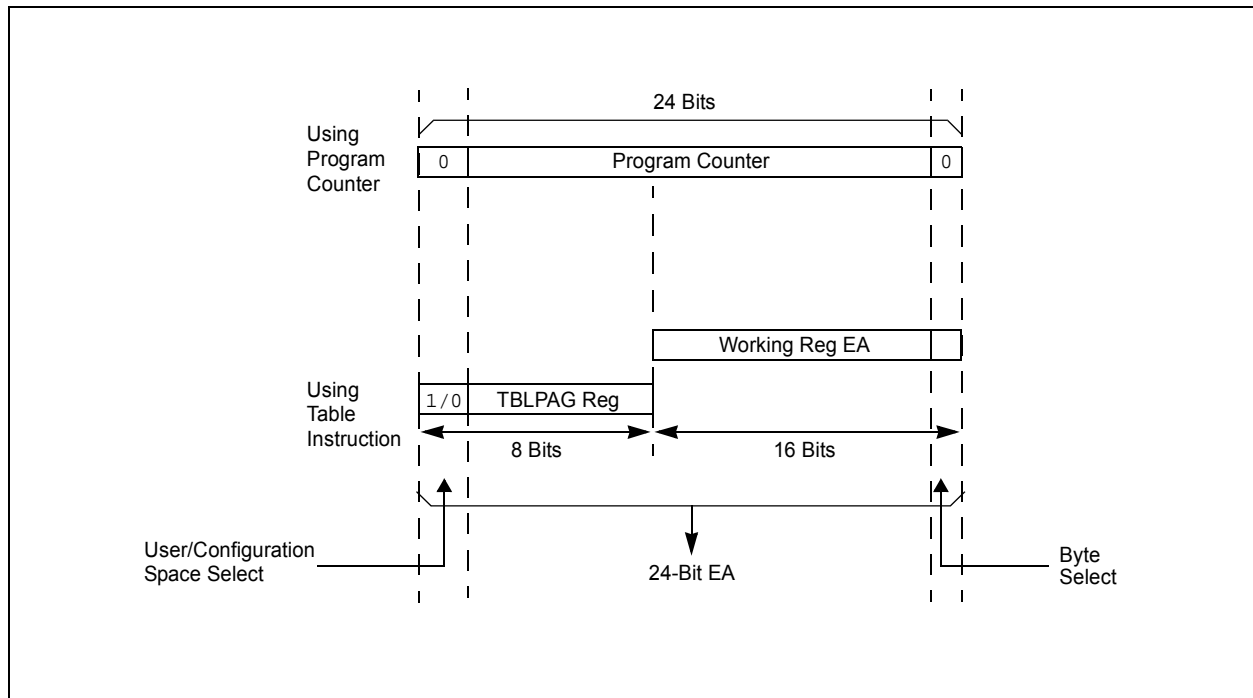 24 Bits
Using
Program
Counter
0
Program Counter
0
Working Reg EA
Using
Table
Instruction
1/0
TBLPAG Reg
8 Bits
16 Bits
User/Configuration
Space Select
24-Bit EA
Byte
Select